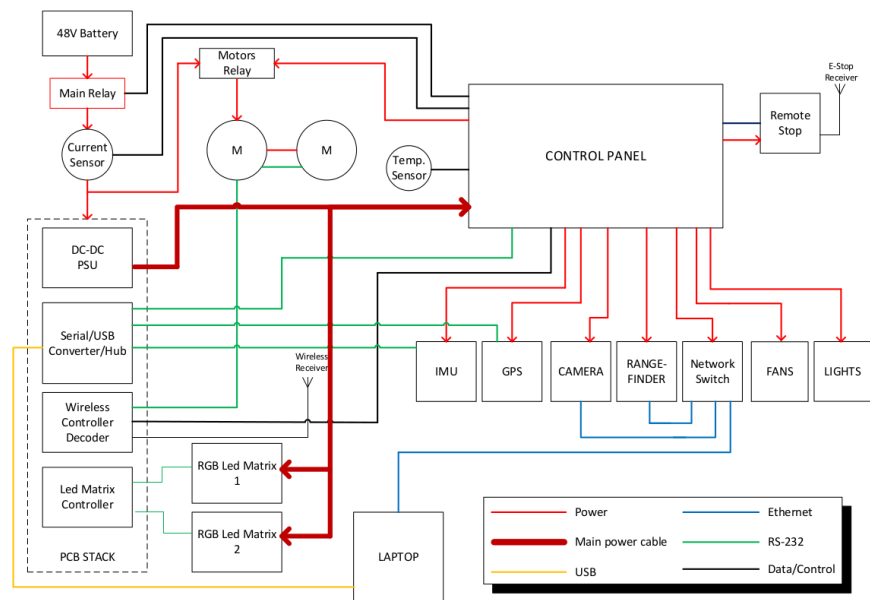 48V Battery
Main Relay
Current
Sensor
Motors
Relay
M
M
Temp.
Sensor
CONTROL PANEL
E-Stop
Receiver
Remote
Stop
DC-DC
PSU
Serial/USB
Converter/Hub
Wireless
Receiver
Wireless
Controller
Decoder
Led Matrix
Controller
PCB STACK
RGB Led Matrix
1
RGB Led Matrix
2
IMU
GPS
CAMERA
RANGE-
FINDER
Network
Switch
FANS
LIGHTS
LAPTOP
Power
Main power cable
USB
Ethernet
RS-232
Data/Control